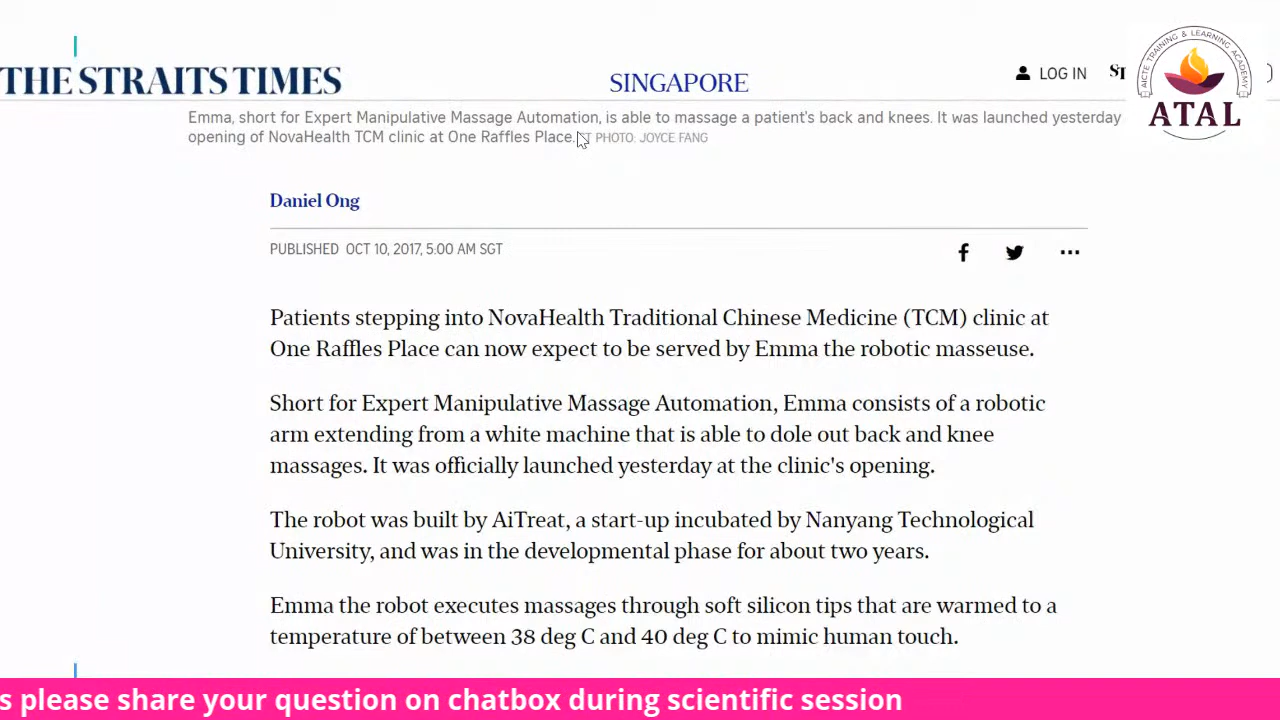 THE STRAITS TIMES
SINGAPORE
LOG IN
AICTE TRAINING & LEARNING ACADEMY
ATAL
Emma, short for Expert Manipulative Massage Automation, is able to massage a patient's back and knees. It was launched yesterday
opening of NovaHealth TCM clinic at One Raffles Place. PHOTO: JOYCE FANG
Daniel Ong
PUBLISHED OCT 10, 2017, 5:00 AM SGT
Patients stepping into NovaHealth Traditional Chinese Medicine (TCM) clinic at
One Raffles Place can now expect to be served by Emma the robotic masseuse.
Short for Expert Manipulative Massage Automation, Emma consists of a robotic
arm extending from a white machine that is able to dole out back and knee
massages. It was officially launched yesterday at the clinic's opening.
The robot was built by AiTreat, a start-up incubated by Nanyang Technological
University, and was in the developmental phase for about two years.
Emma the robot executes massages through soft silicon tips that are warmed to a
temperature of between 38 deg C and 40 deg C to mimic human touch.
s please share your question on chatbox during scientific session